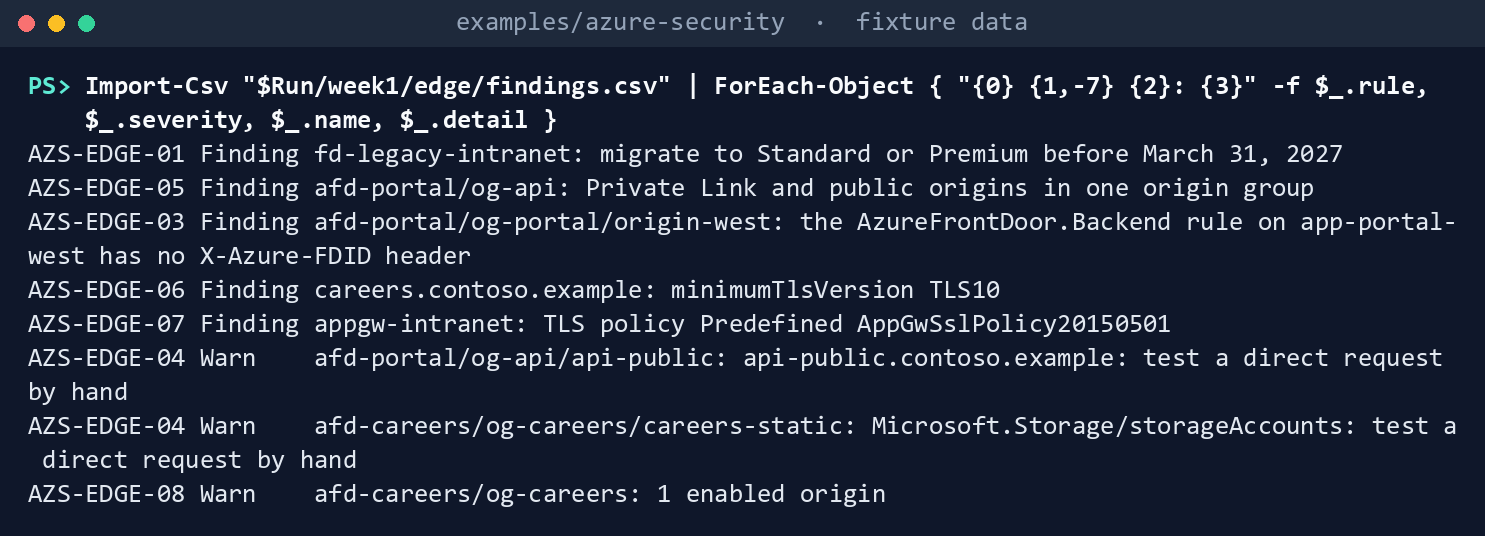 examples/azure-security · fixture data
PS> Import-Csv "$Run/week1/edge/findings.csv" | ForEach-Object { "{0} {1,-7} {2}: {3}" -f $_.rule,
$_.severity, $_.name, $_.detail }
AZS-EDGE-01 Finding fd-legacy-intranet: migrate to Standard or Premium before March 31, 2027
AZS-EDGE-05 Finding afd-portal/og-api: Private Link and public origins in one origin group
AZS-EDGE-03 Finding afd-portal/og-portal/origin-west: the AzureFrontDoor.Backend rule on app-portal-
west has no X-Azure-FDID header
AZS-EDGE-06 Finding careers.contoso.example: minimumTlsVersion TLS10
AZS-EDGE-07 Finding appgw-intranet: TLS policy Predefined AppGwSslPolicy20150501
AZS-EDGE-04 Warn    afd-portal/og-api/api-public: api-public.contoso.example: test a direct request
by hand
AZS-EDGE-04 Warn    afd-careers/og-careers/careers-static: Microsoft.Storage/storageAccounts: test a
 direct request by hand
AZS-EDGE-08 Warn    afd-careers/og-careers: 1 enabled origin